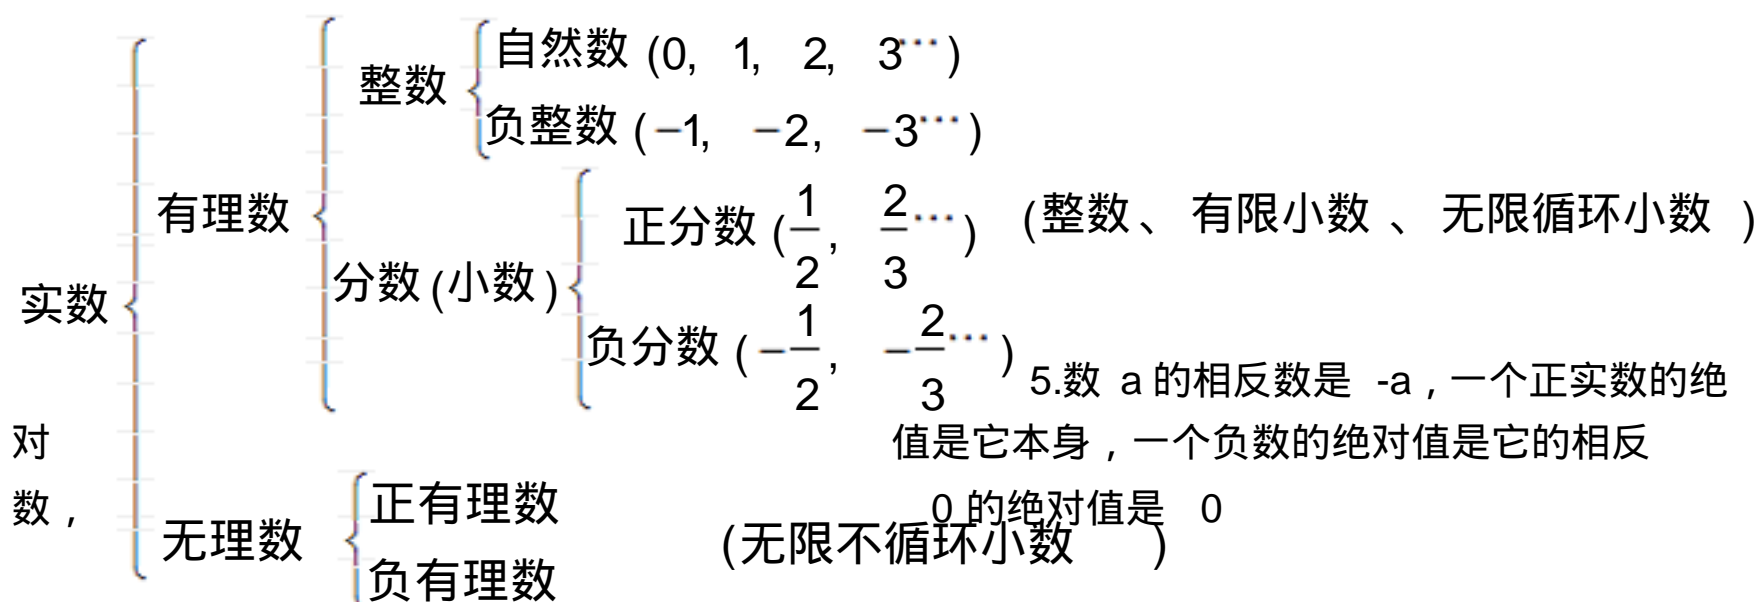 自然数 (0, 1, 2, 3…)
整数
负整数 (−1, −2, −3…)
有理数
正分数 (1/2, 2/3…) (整数、有限小数、无限循环小数)
分数 (小数)
实数
负分数 (−1/2, −2/3…)
5.数 a 的相反数是 -a，一个正实数的绝
对值是它本身，一个负数的绝对值是它的相反
数，0 的绝对值是 0
正有理数
无理数 (无限不循环小数)
负有理数